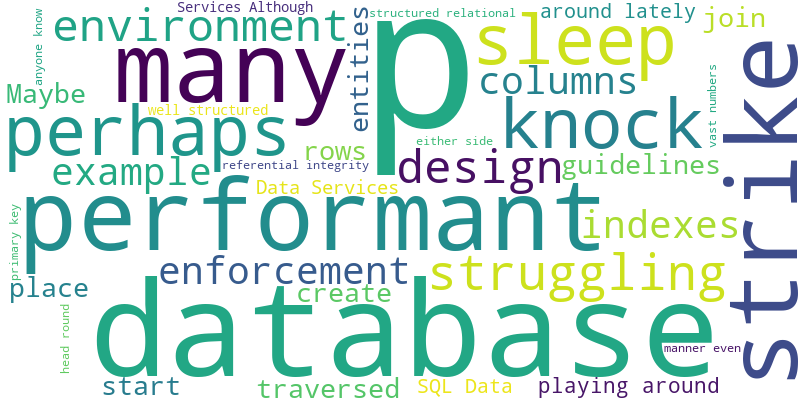 Services Although
structured relational
around lately
join
anyone know
environment
entities
p
sleep
many
columns
Maybe
well structured
knock
vast numbers
strike
perhaps
rows
either side
referential integrity
design
guidelines
example
Data Services
performant
indexes
primary key
enforcement
struggling
place
create
database
head round
manner even
start
traversed
SQL Data
playing around